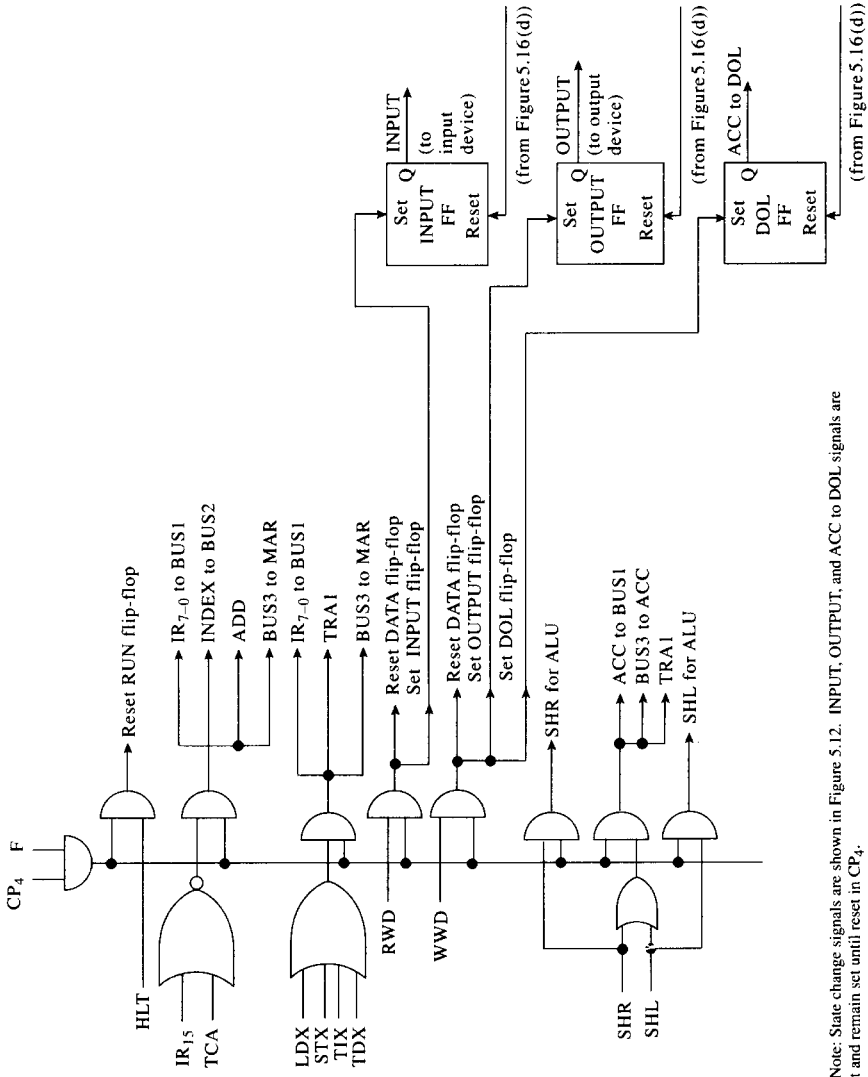 CP4
F
HLT
Reset RUN flip-flop
IR15
TCA
IR7-0 to BUS1
INDEX to BUS2
ADD
BUS3 to MAR
LDX
STX
TIX
TDX
IR7-0 to BUS1
TRA1
BUS3 to MAR
RWD
Reset DATA flip-flop
Set INPUT flip-flop
WWD
Reset DATA flip-flop
Set OUTPUT flip-flop
Set DOL flip-flop
SHR
SHL
SHR for ALU
ACC to BUS1
BUS3 to ACC
TRA1
SHL for ALU
Set Q
INPUT
FF
Reset
INPUT
(to
input
device)
(from Figure 5.16(d))
Set Q
OUTPUT
FF
Reset
OUTPUT
(to output
device)
(from Figure 5.16(d))
Set Q
DOL
FF
Reset
ACC to DOL
(from Figure 5.16(d))
Note: State change signals are shown in Figure 5.12. INPUT, OUTPUT, and ACC to DOL signals are
t and remain set until reset in CP4.